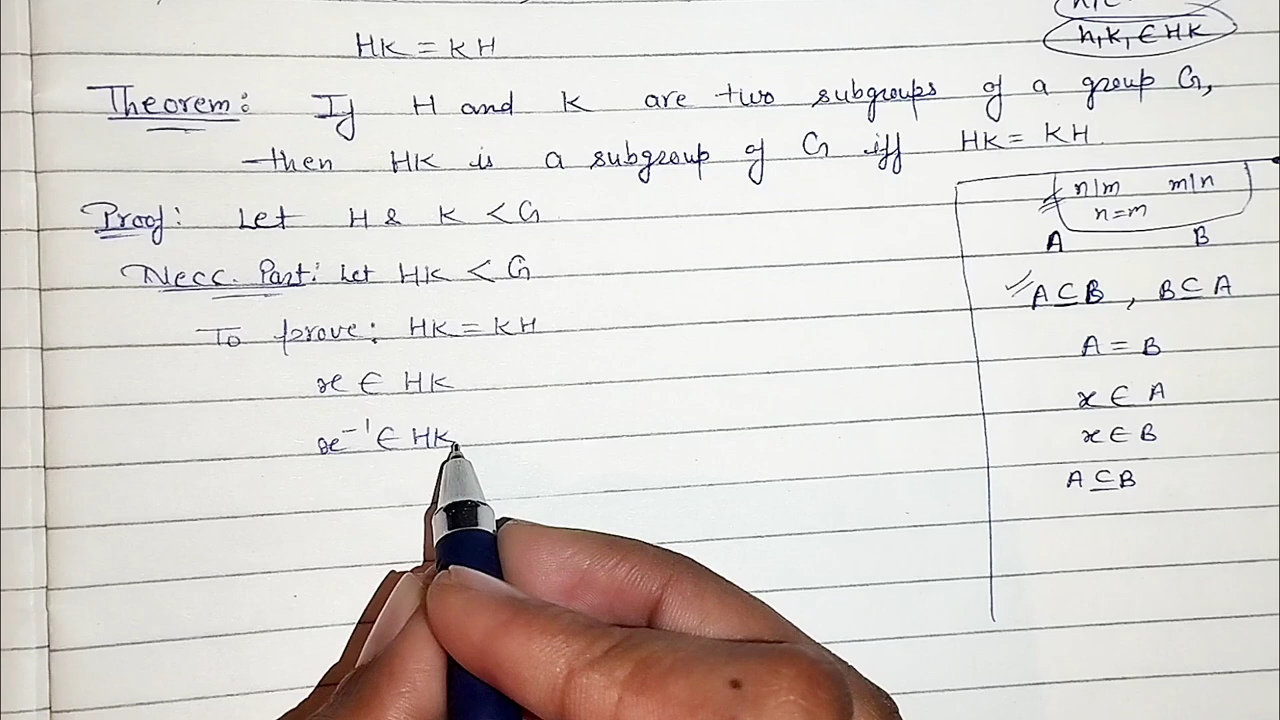 HK = KH
h₁k₁ ∈ HK
Theorem: If H and K are two subgroups of a group G,
then HK is a subgroup of G iff HK = KH.
Proof: Let H & K < G
Necc. Part: Let HK < G
To prove: HK = KH
x ∈ HK
x⁻¹ ∈ HK
n|m m|n
n=m
A B
✓ A ⊆ B , B ⊆ A
A = B
x ∈ A
x ∈ B
A ⊆ B